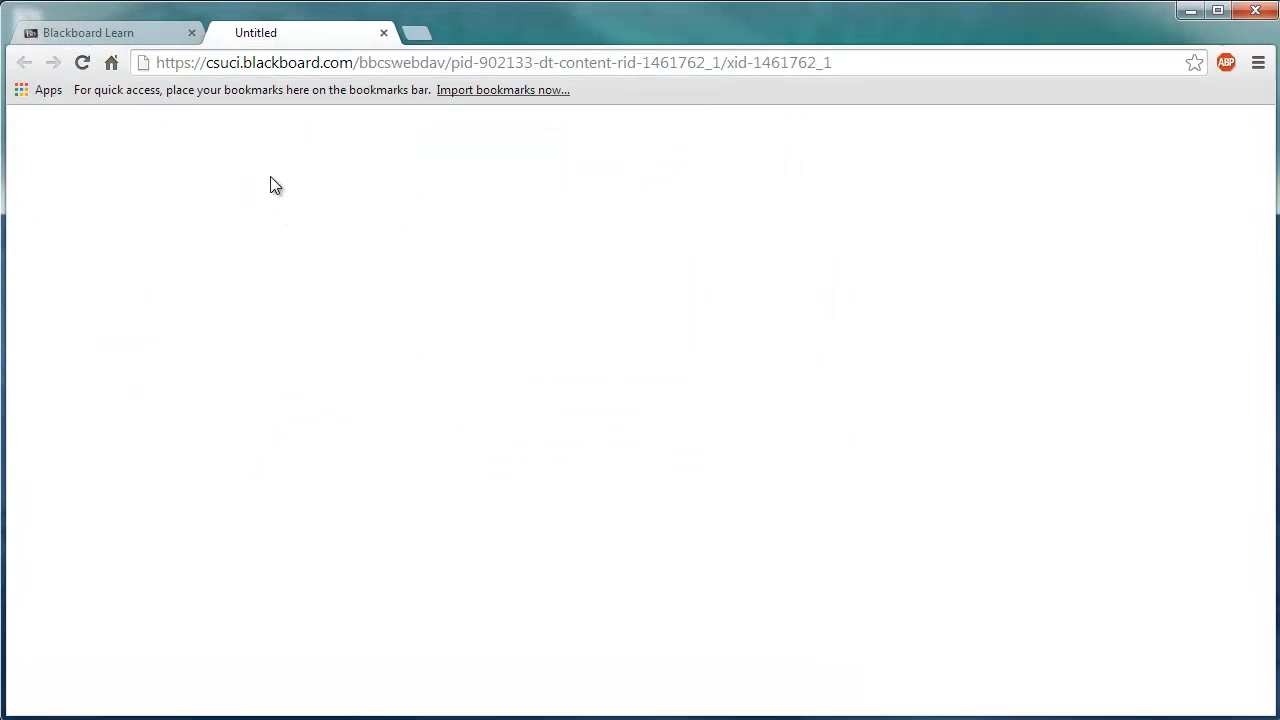 Bb Blackboard Learn
Untitled
https://csuci.blackboard.com/bbcswebdav/pid-902133-dt-content-rid-1461762_1/xid-1461762_1
ABP
Apps For quick access, place your bookmarks here on the bookmarks bar. Import bookmarks now...